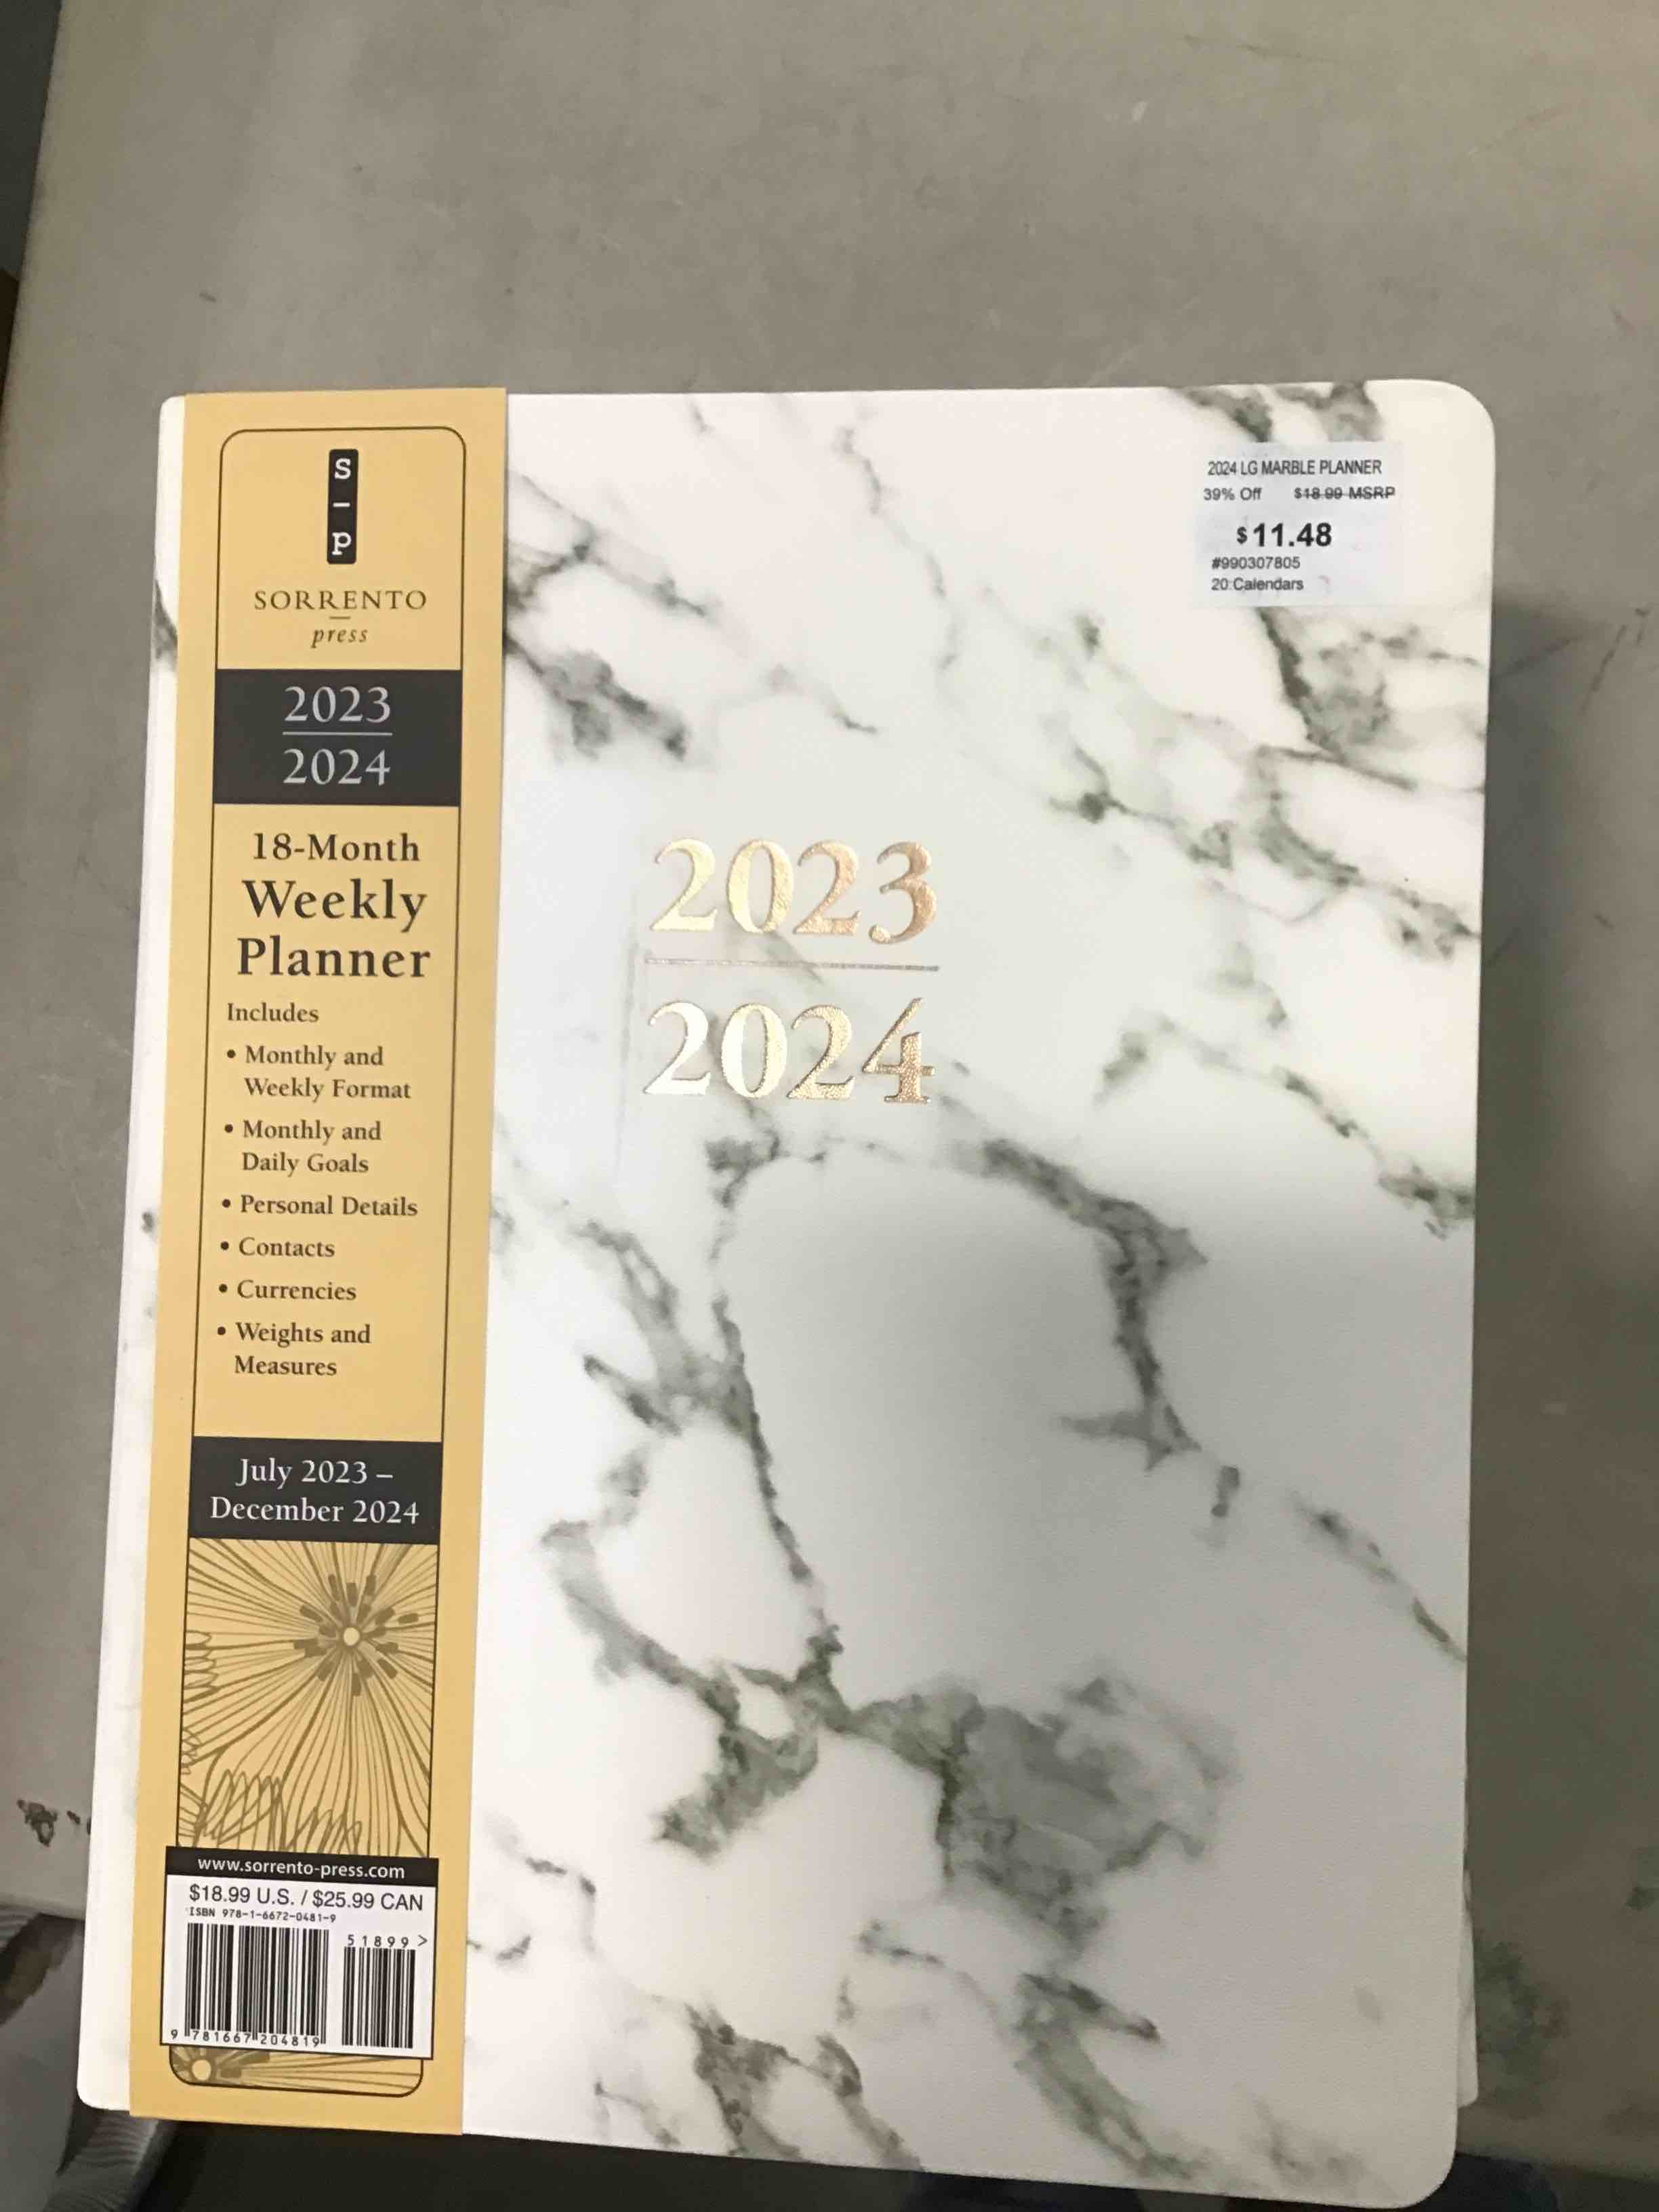 S
–
P
SORRENTO
press
2023
2024
18-Month
Weekly
Planner
Includes
• Monthly and
Weekly Format
• Monthly and
Daily Goals
• Personal Details
• Contacts
• Currencies
• Weights and
Measures
July 2023 –
December 2024
www.sorrento-press.com
$18.99 U.S. / $25.99 CAN
ISBN 978-1-6672-0481-9
51899>
9 781667 204819
2024 LG MARBLE PLANNER
39% Off $18.99 MSRP
$11.48
#990307805
20:Calendars
2023
2024